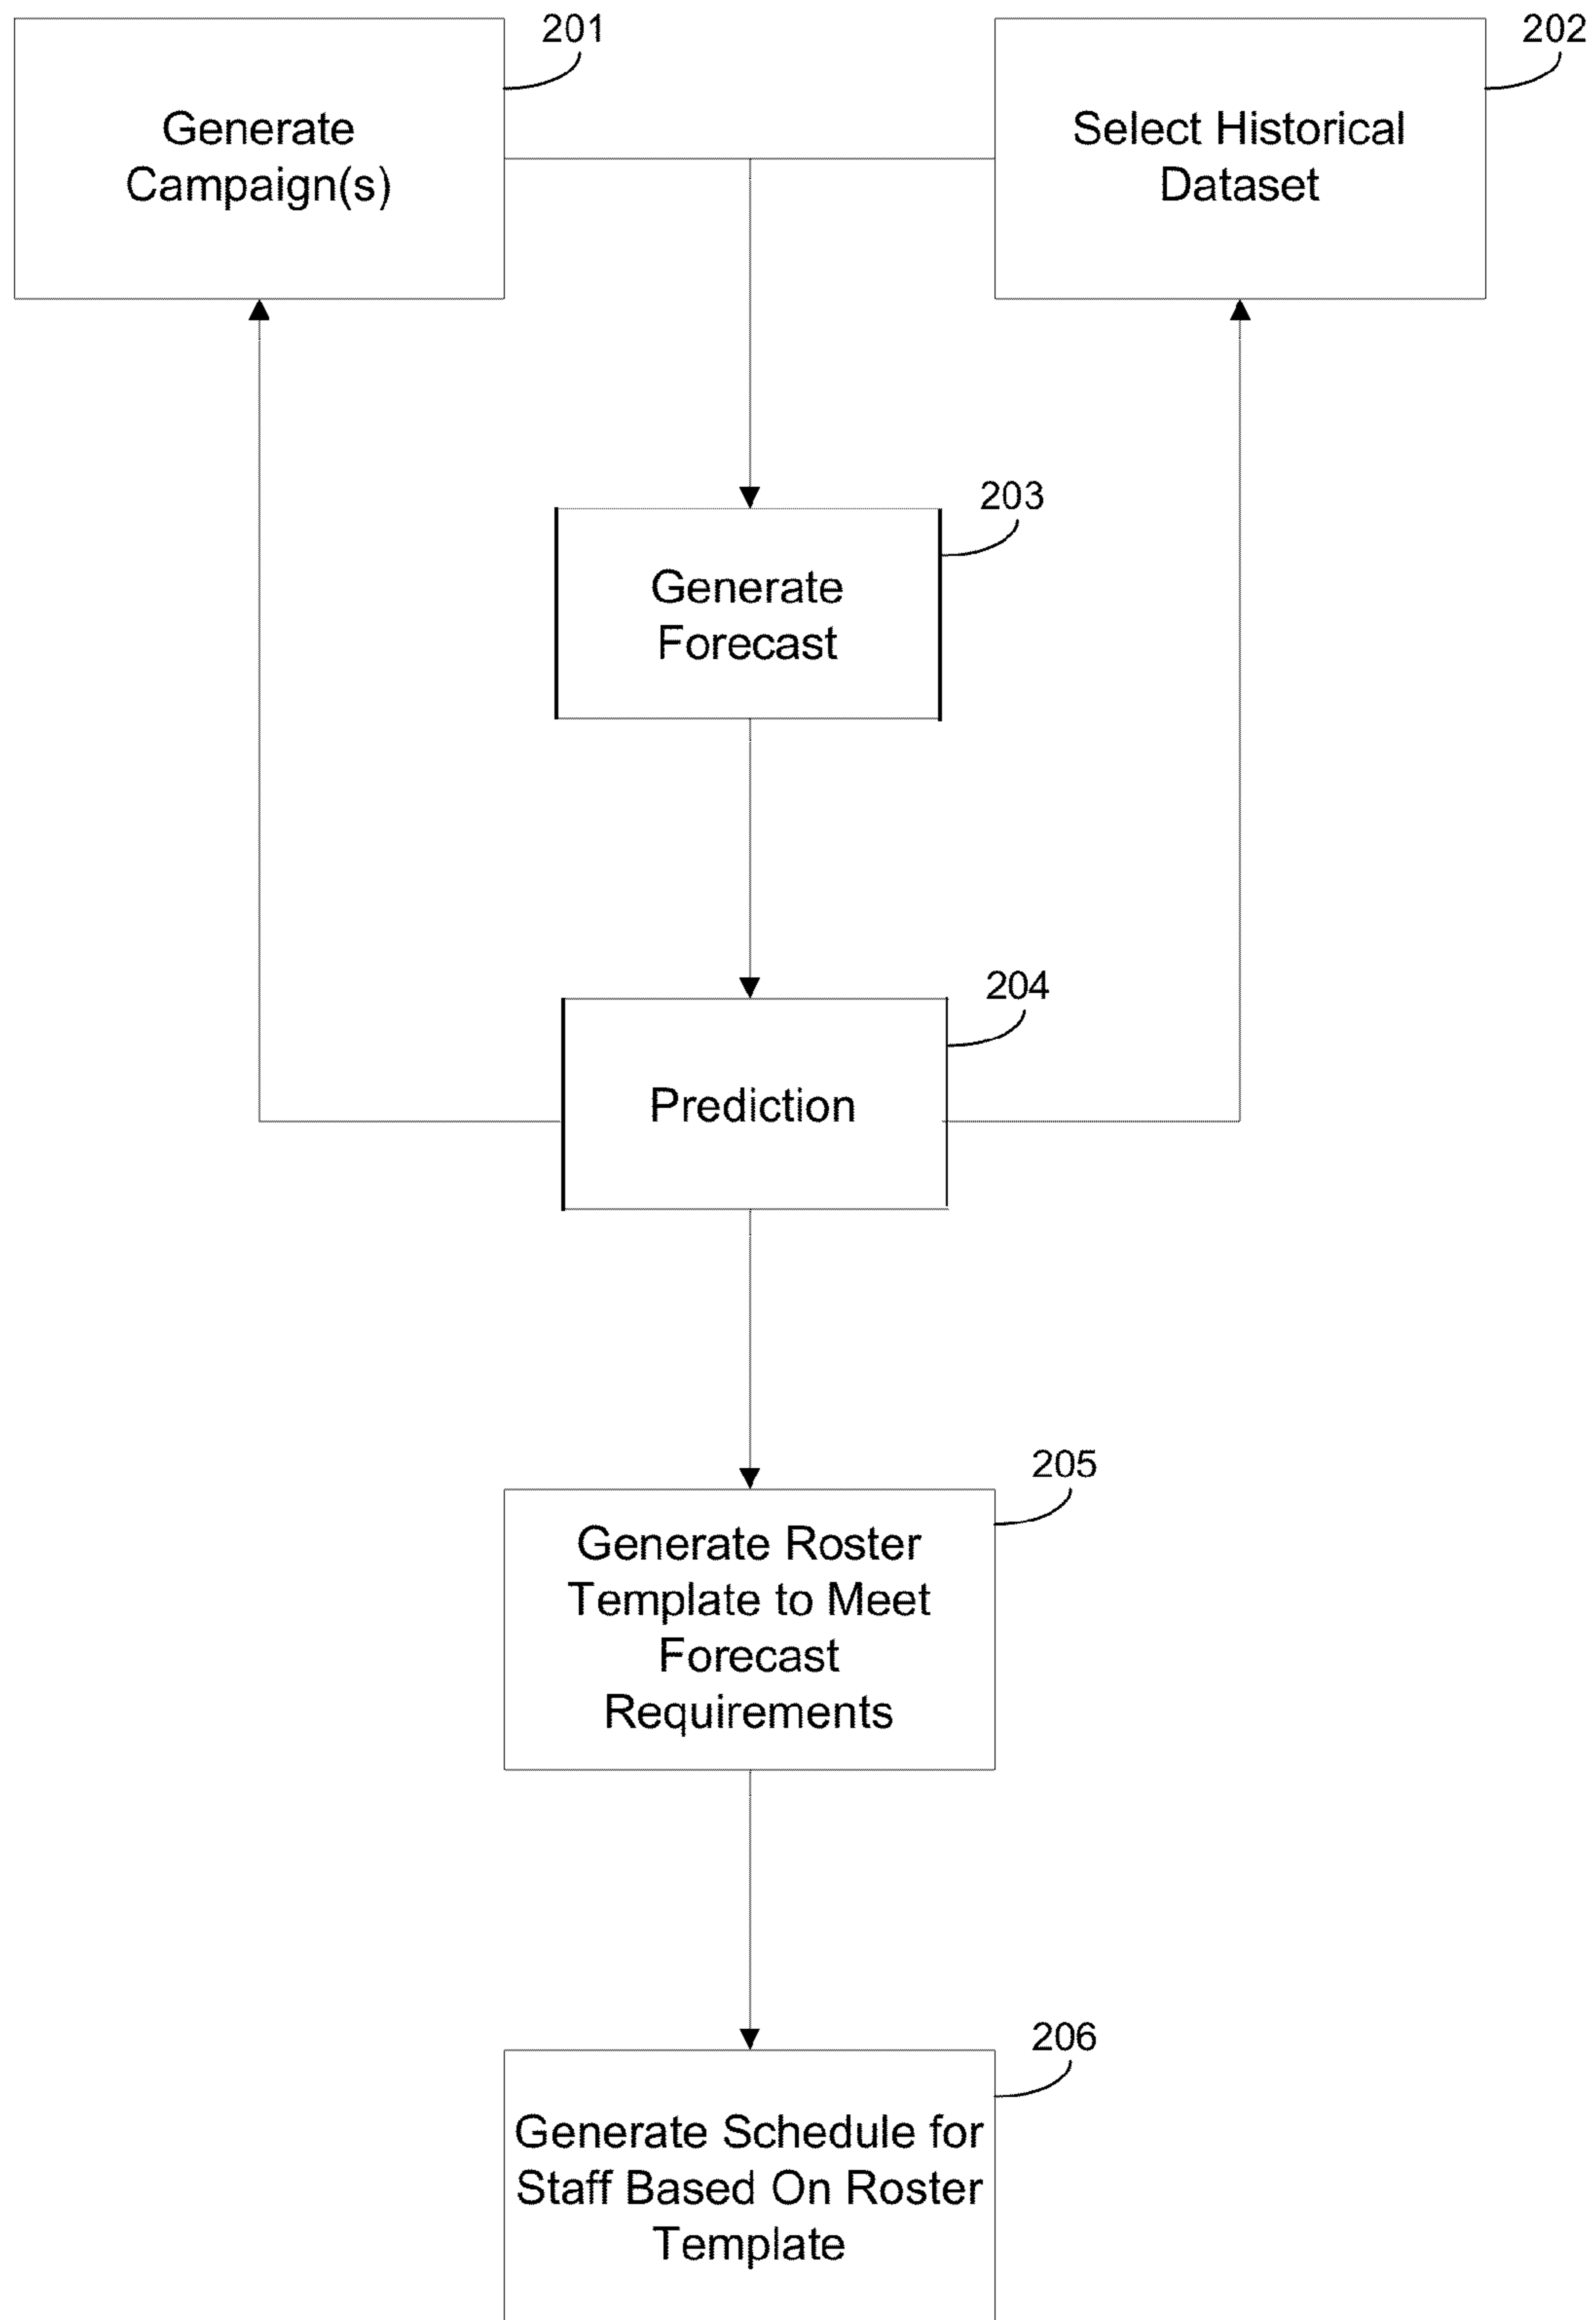 201
Generate
Campaign(s)
202
Select Historical
Dataset
203
Generate
Forecast
204
Prediction
205
Generate Roster
Template to Meet
Forecast
Requirements
206
Generate Schedule for
Staff Based On Roster
Template